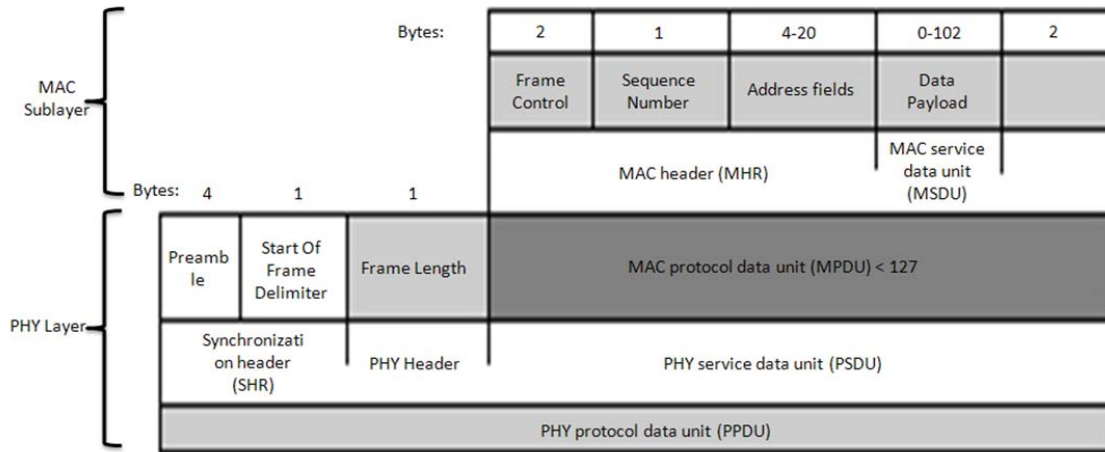 Bytes:
2
1
4-20
0-102
2
MAC
Sublayer
Frame
Control
Sequence
Number
Address fields
Data
Payload
MAC header (MHR)
MAC service
data unit
(MSDU)
Bytes:
4
1
1
PHY Layer
Preamb
le
Start Of
Frame
Delimiter
Frame Length
MAC protocol data unit (MPDU) < 127
Synchronizati
on header
(SHR)
PHY Header
PHY service data unit (PSDU)
PHY protocol data unit (PPDU)